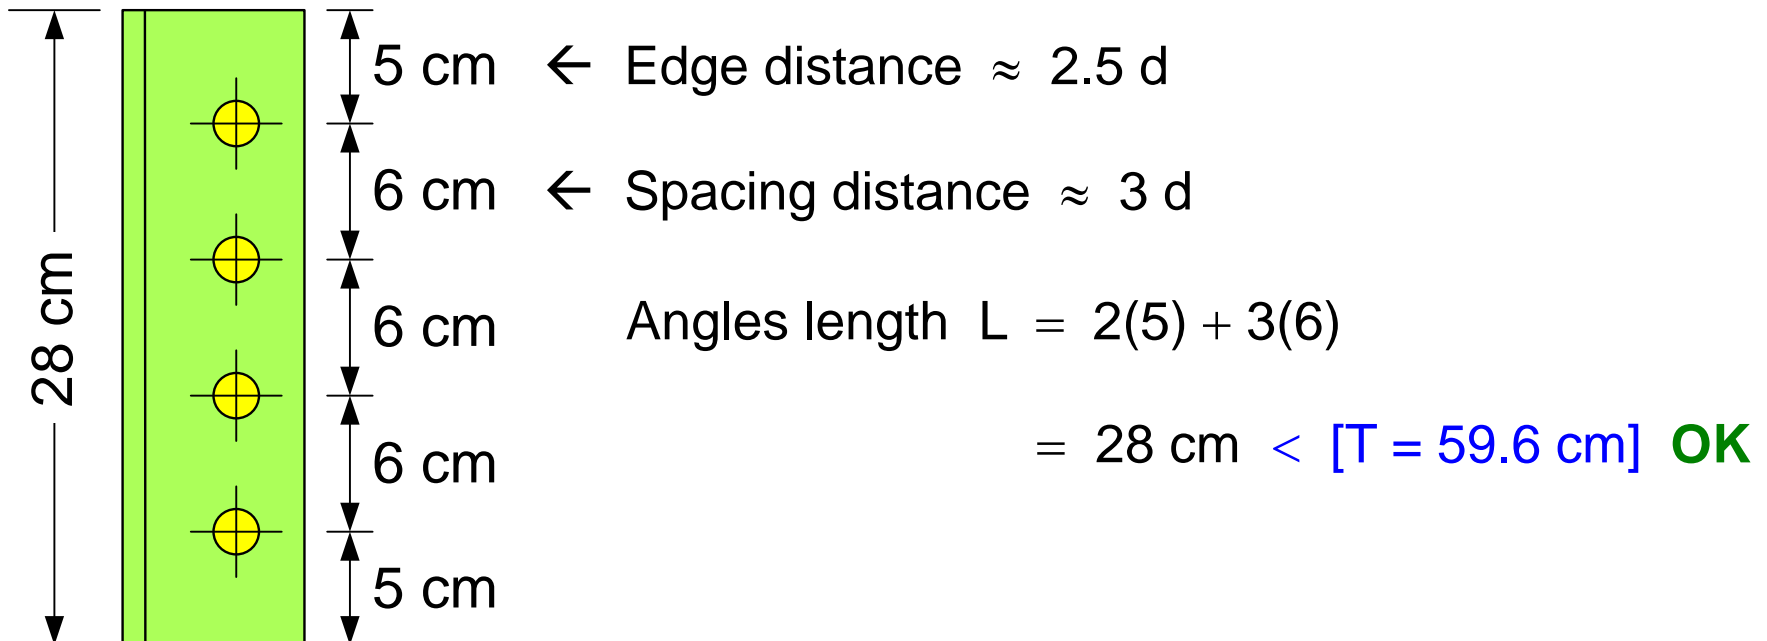 5 cm ← Edge distance ≈ 2.5 d
6 cm ← Spacing distance ≈ 3 d
28 cm
6 cm Angles length L = 2(5) + 3(6)
= 28 cm < [T = 59.6 cm] OK
6 cm
5 cm